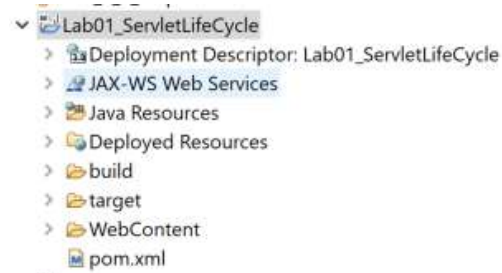 Lab01_ServletLifeCycle
Deployment Descriptor: Lab01_ServletLifeCycle
JAX-WS Web Services
Java Resources
Deployed Resources
build
target
WebContent
pom.xml